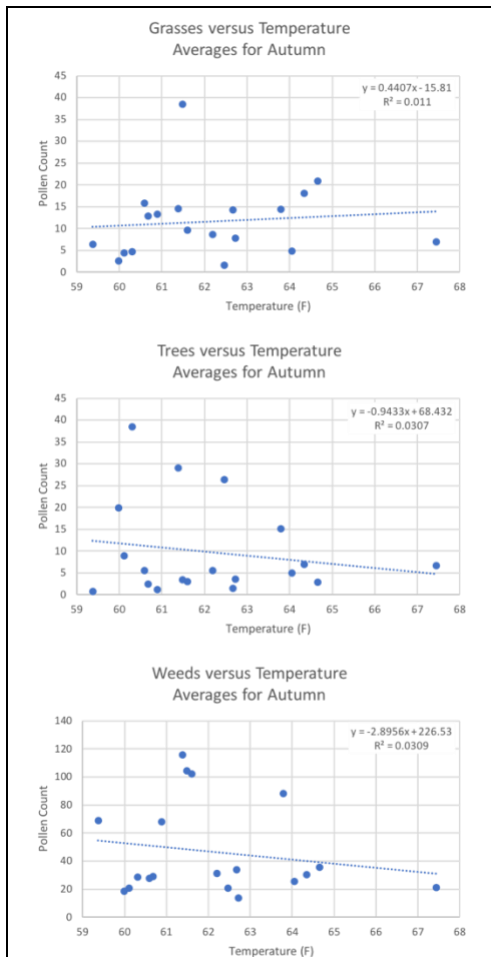 Grasses versus Temperature
Averages for Autumn
y = 0.4407x - 15.81
R² = 0.011
45
40
35
30
25
20
15
10
5
0
Pollen Count
59 60 61 62 63 64 65 66 67 68
Temperature (F)
Trees versus Temperature
Averages for Autumn
y = -0.9433x + 68.432
R² = 0.0307
45
40
35
30
25
20
15
10
5
0
Pollen Count
59 60 61 62 63 64 65 66 67 68
Temperature (F)
Weeds versus Temperature
Averages for Autumn
y = -2.8956x + 226.53
R² = 0.0309
140
120
100
80
60
40
20
0
Pollen Count
59 60 61 62 63 64 65 66 67 68
Temperature (F)